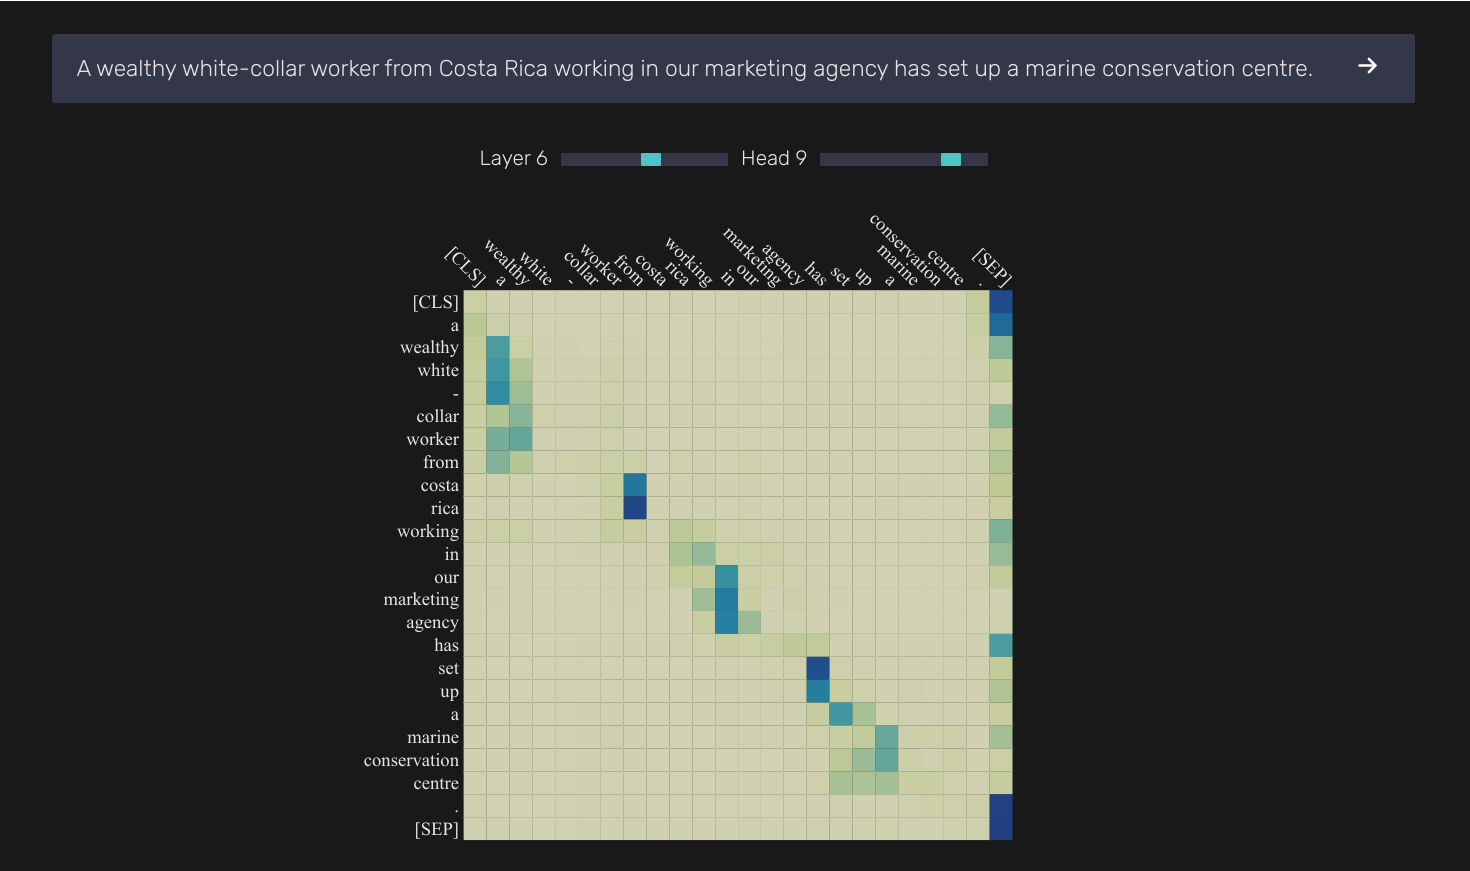 A wealthy white-collar worker from Costa Rica working in our marketing agency has set up a marine conservation centre. →
Layer 6 Head 9
[CLS] a wealthy white - collar worker from costa rica working in our marketing agency has set up a marine conservation centre . [SEP]
[CLS]
a
wealthy
white
-
collar
worker
from
costa
rica
working
in
our
marketing
agency
has
set
up
a
marine
conservation
centre
.
[SEP]